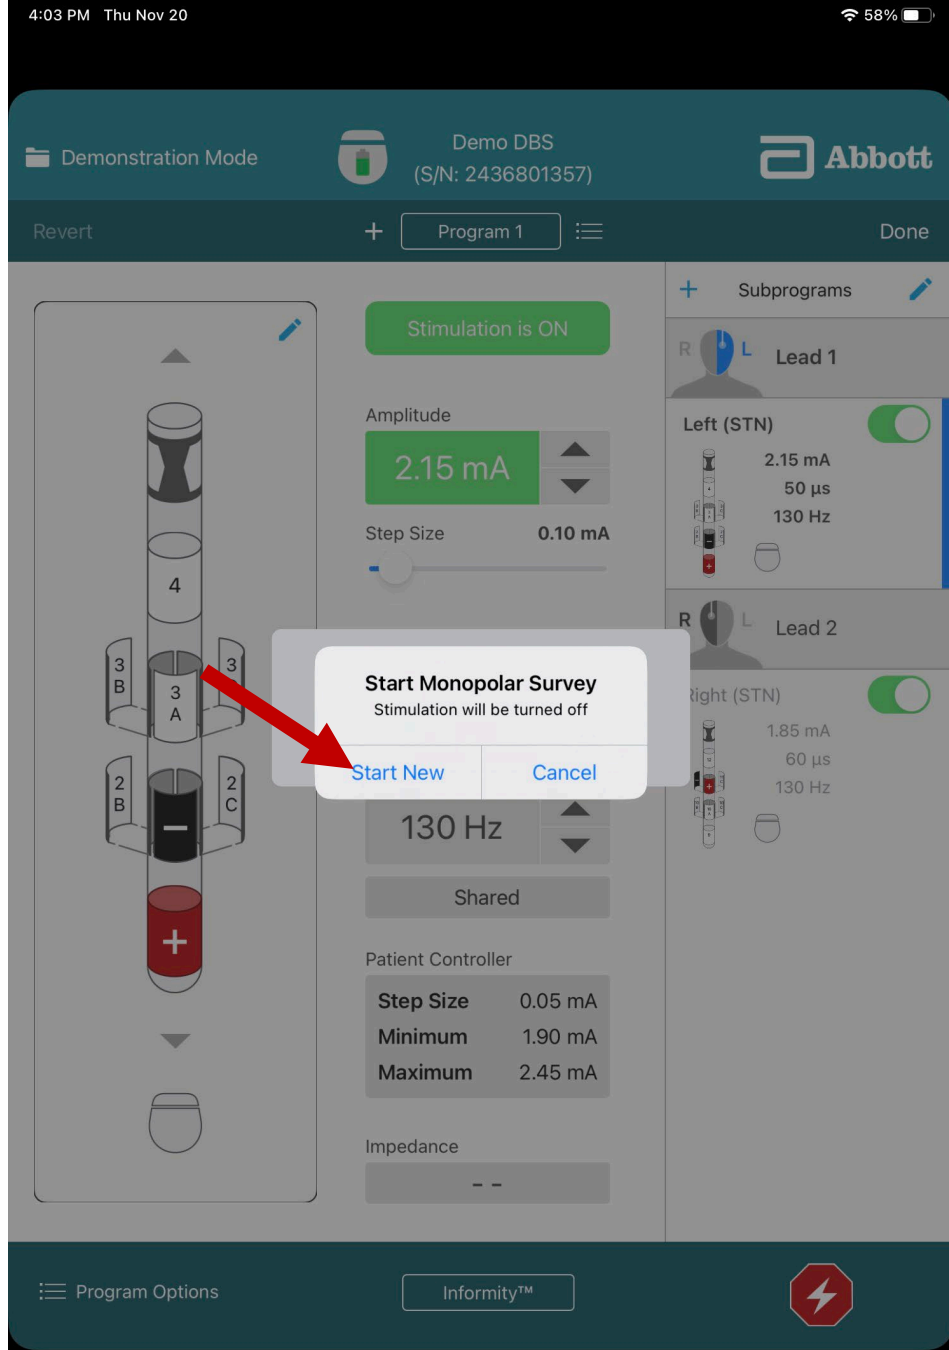 4:03 PM Thu Nov 20
58%
Demonstration Mode
Demo DBS
(S/N: 2436801357)
Abbott
Revert
+
Program 1
Done
+ Subprograms
Stimulation is ON
R L Lead 1
Amplitude
2.15 mA
Step Size 0.10 mA
Left (STN)
2.15 mA
50 µs
130 Hz
4
3
B
3
A
3
2
B
2
C
−
+
R L Lead 2
Right (STN)
1.85 mA
60 µs
130 Hz
Start Monopolar Survey
Stimulation will be turned off
Start New
Cancel
130 Hz
Shared
Patient Controller
Step Size 0.05 mA
Minimum 1.90 mA
Maximum 2.45 mA
Impedance
- -
Program Options
Informity™